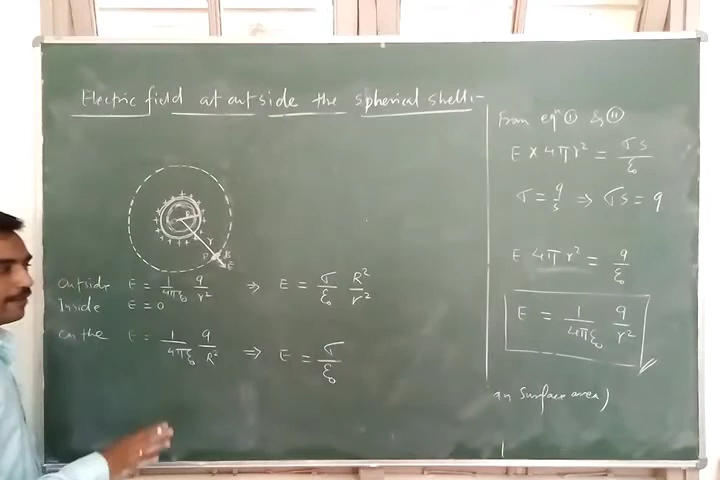 Electric field at outside the spherical shell:-
r
P
E
Outside E = 1/4πε₀ q/r² ⇒ E = σ/ε₀ R²/r²
Inside E = 0
on the E = 1/4πε₀ q/R² ⇒ E = σ/ε₀
From eqⁿ ① & ⑪
E × 4πr² = σs/ε₀
σ = q/s ⇒ σs = q
E 4πr² = q/ε₀
E = 1/4πε₀ q/r²
surface area)